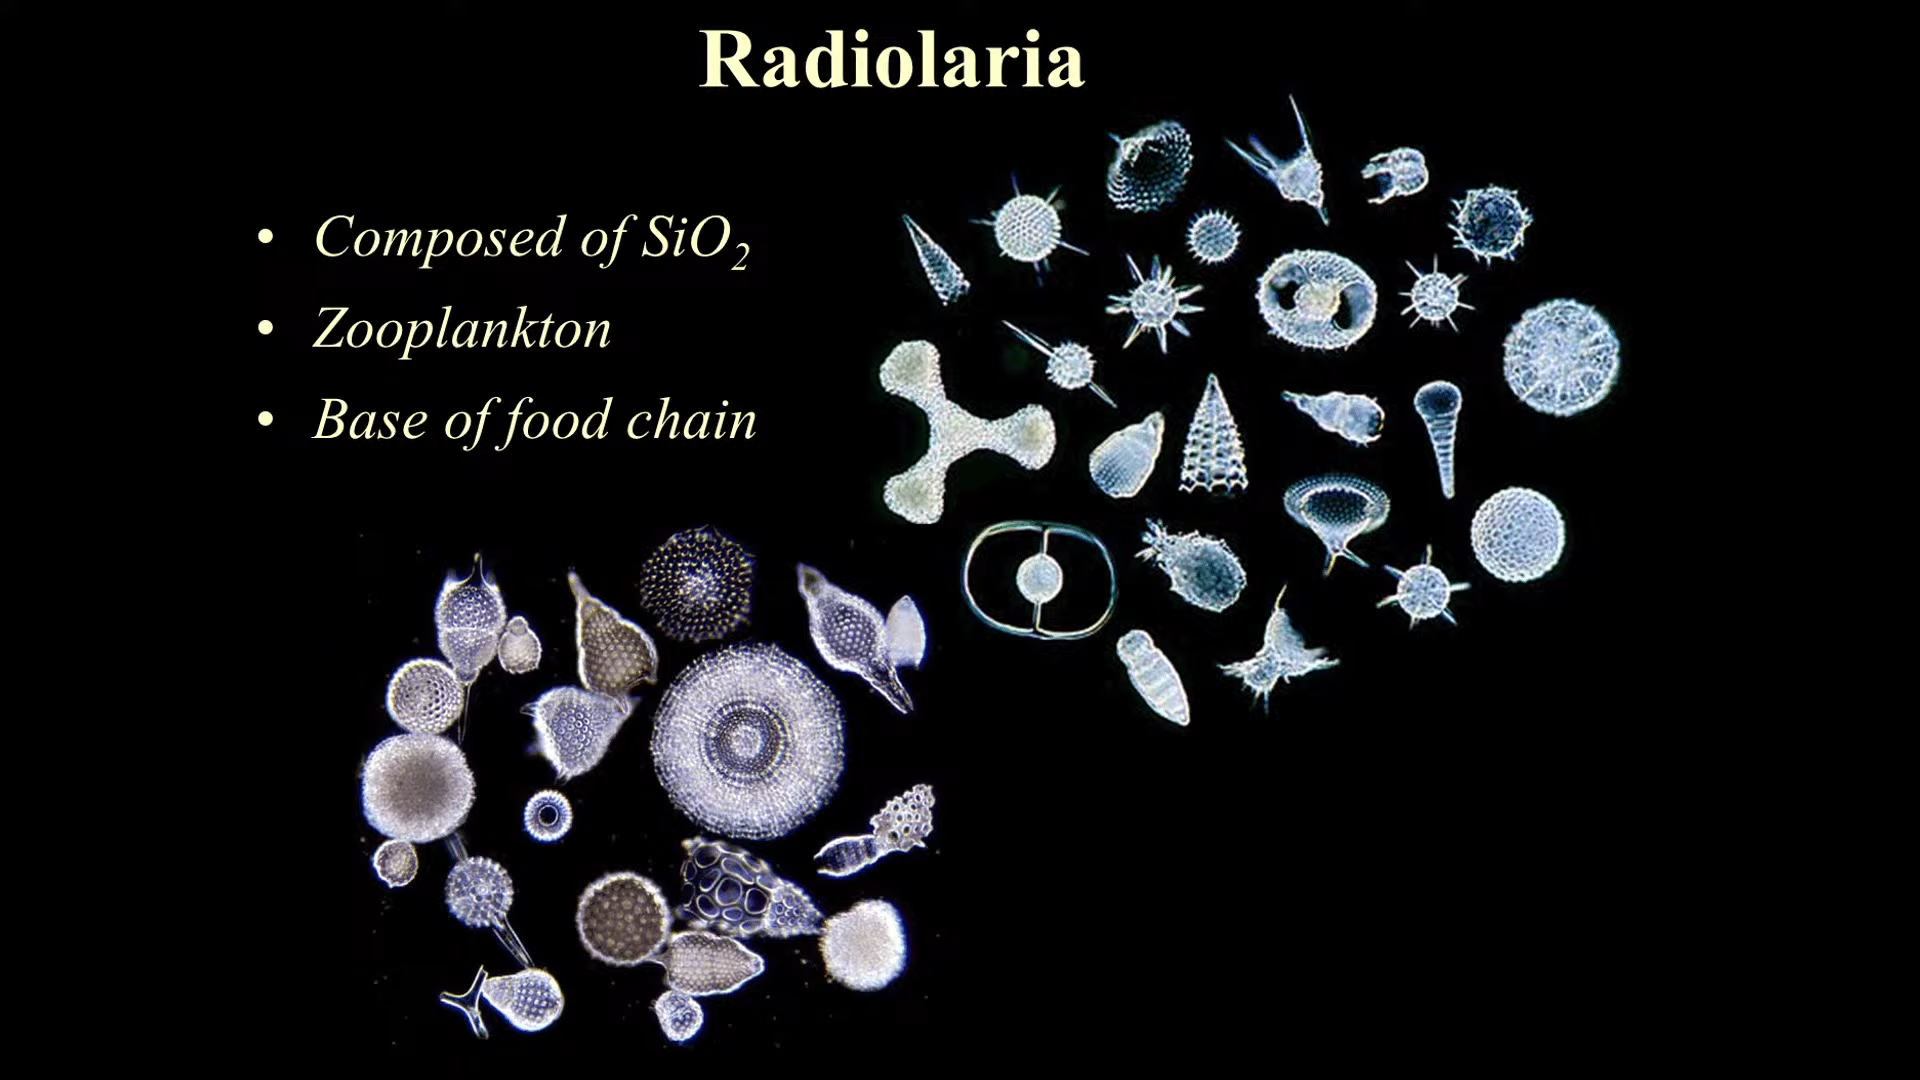 Radiolaria
• Composed of SiO₂
• Zooplankton
• Base of food chain